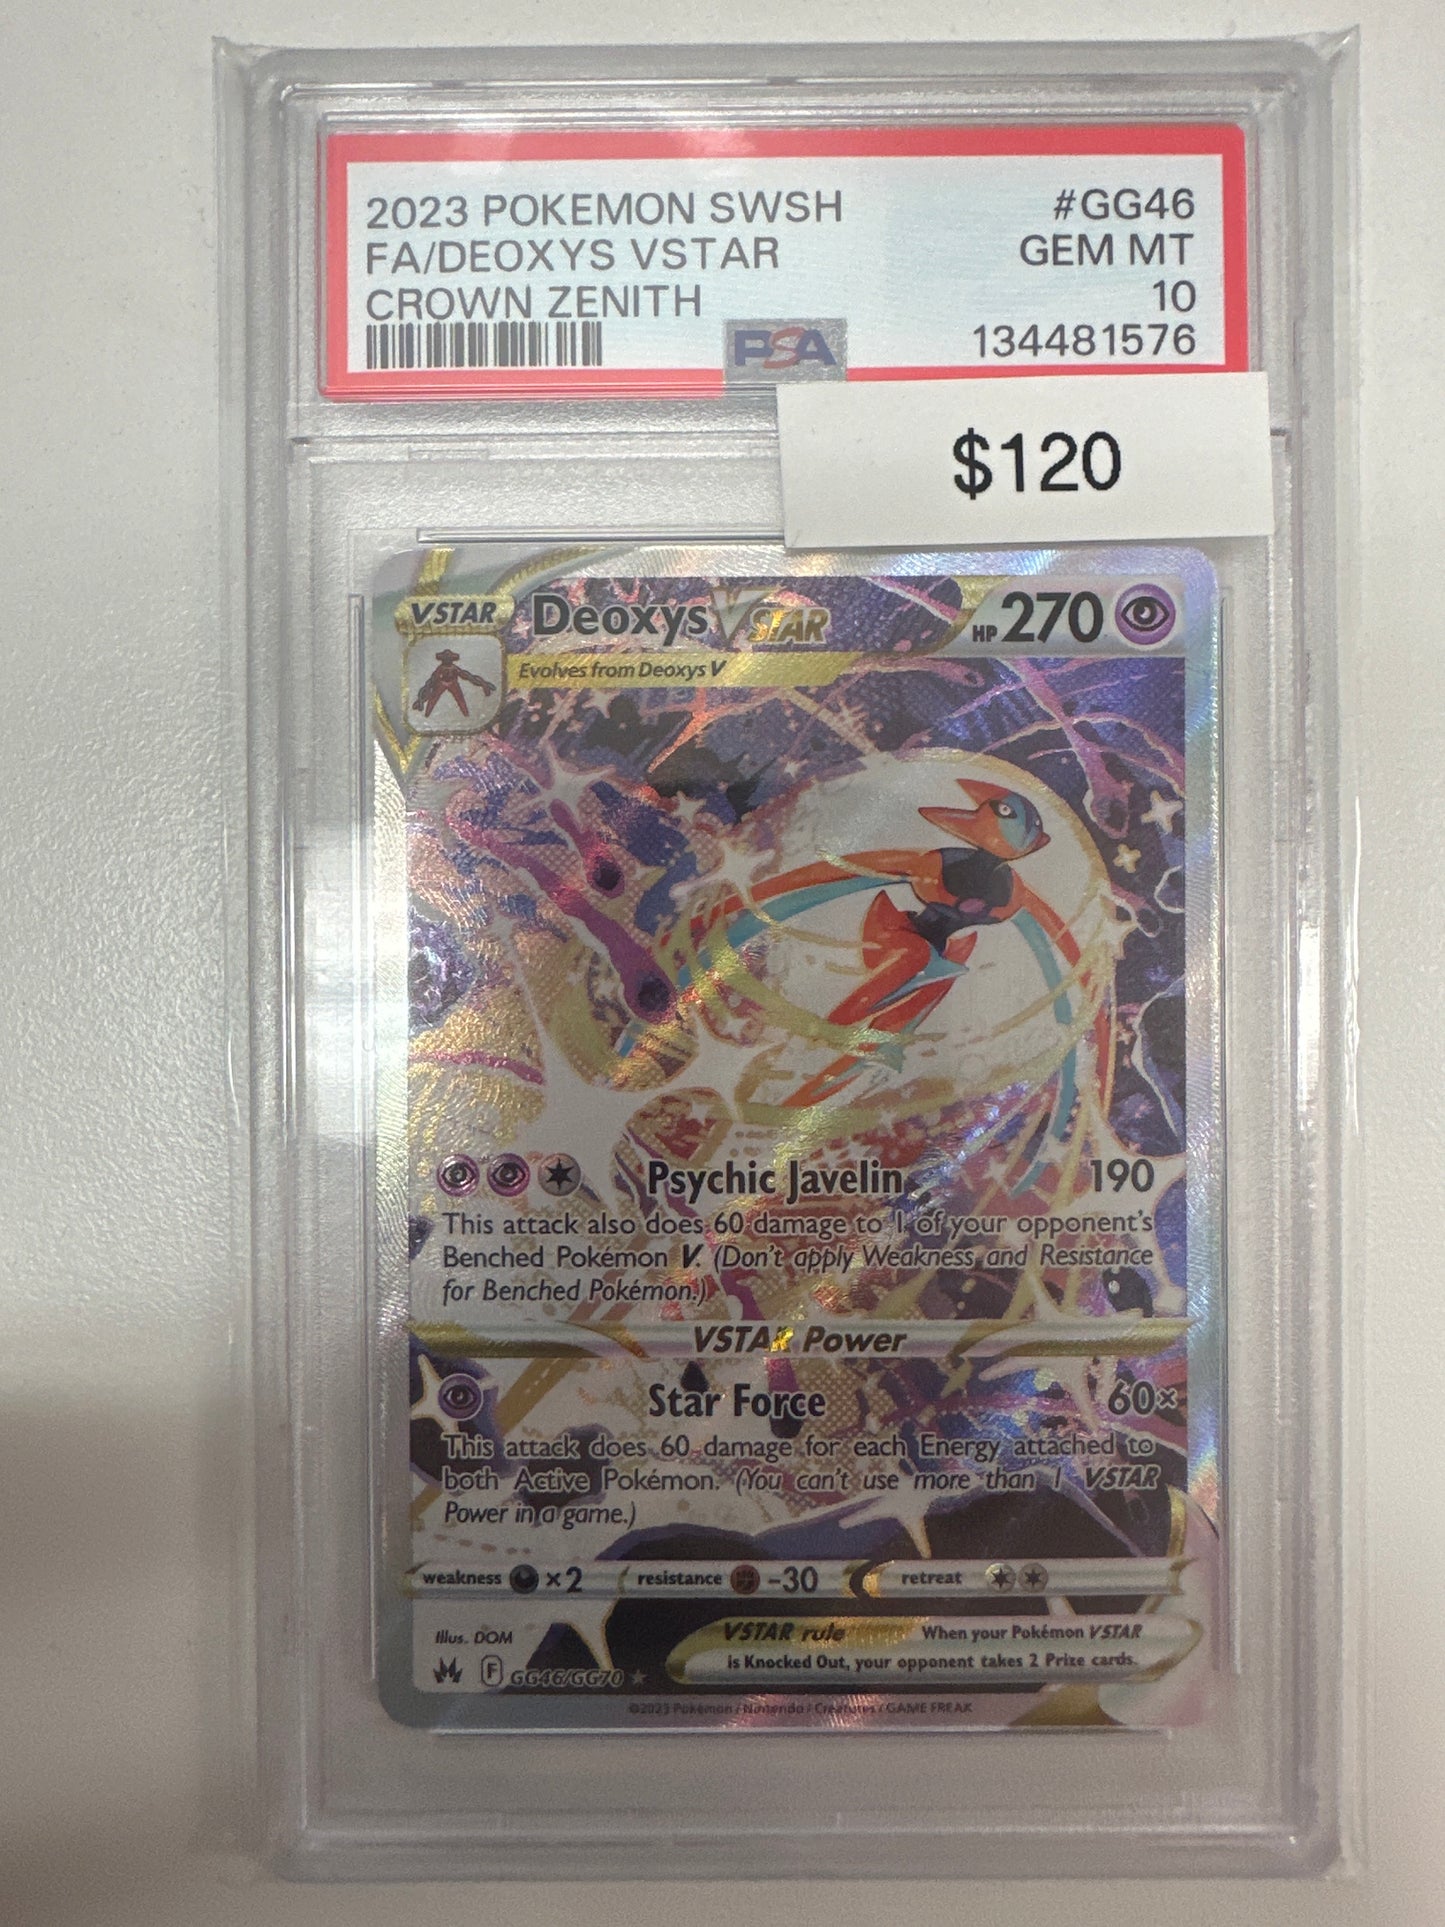 2023 POKEMON SWSH #GG46
FA/DEOXYS VSTAR GEM MT
CROWN ZENITH 10
PSA 134481576
$120
VSTAR Deoxys VSTAR HP 270
Evolves from Deoxys V
Psychic Javelin 190
This attack also does 60 damage to 1 of your opponent's
Benched Pokémon V. (Don't apply Weakness and Resistance
for Benched Pokémon.)
VSTAR Power
Star Force 60×
This attack does 60 damage for each Energy attached to
both Active Pokémon. (You can't use more than 1 VSTAR
Power in a game.)
weakness ×2 resistance -30 retreat
Illus. DOM
VSTAR rule When your Pokémon VSTAR
is Knocked Out, your opponent takes 2 Prize cards.
F GG46/GG70
©2023 Pokémon / Nintendo / Creatures / GAME FREAK